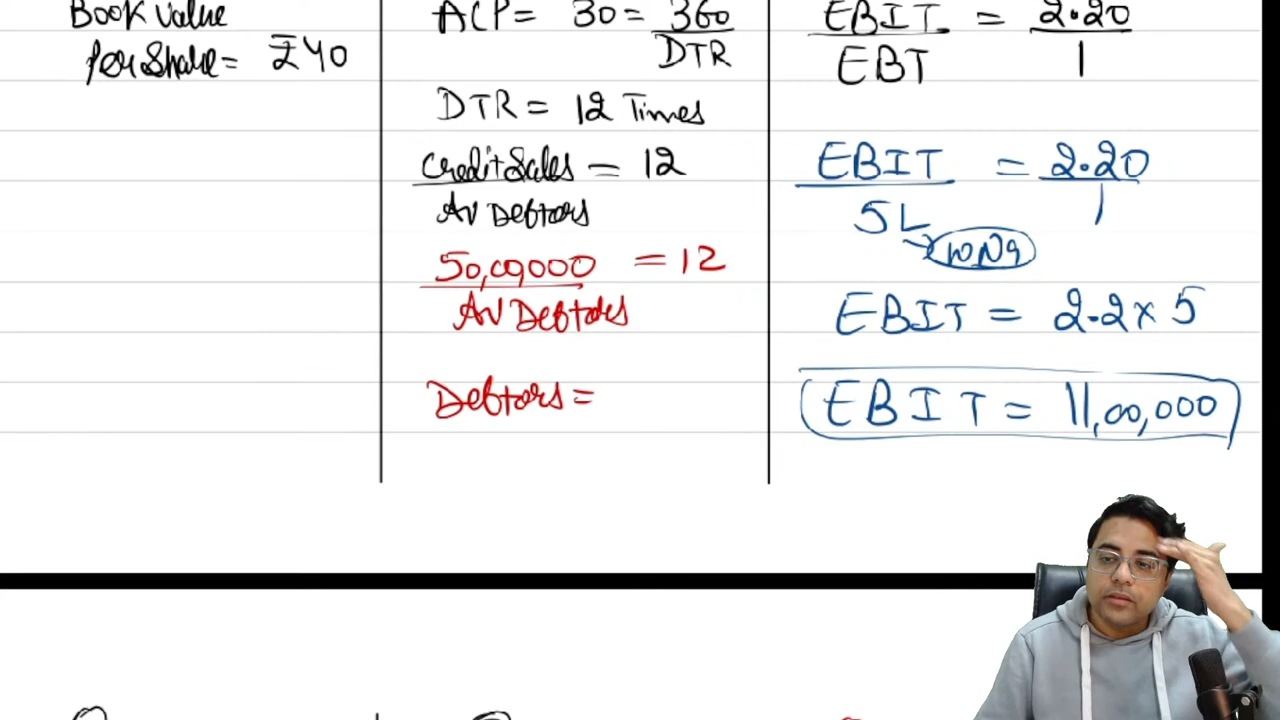 Book Value
Per Share = ₹40
ACP = 30 = 360
DTR
DTR = 12 Times
Credit Sales = 12
Av Debtors
50,00,000 = 12
Av Debtors
Debtors =
EBIT = 2.20
EBT 1
EBIT = 2.20
5L 1
WN9
EBIT = 2.2 x 5
EBIT = 11,00,000